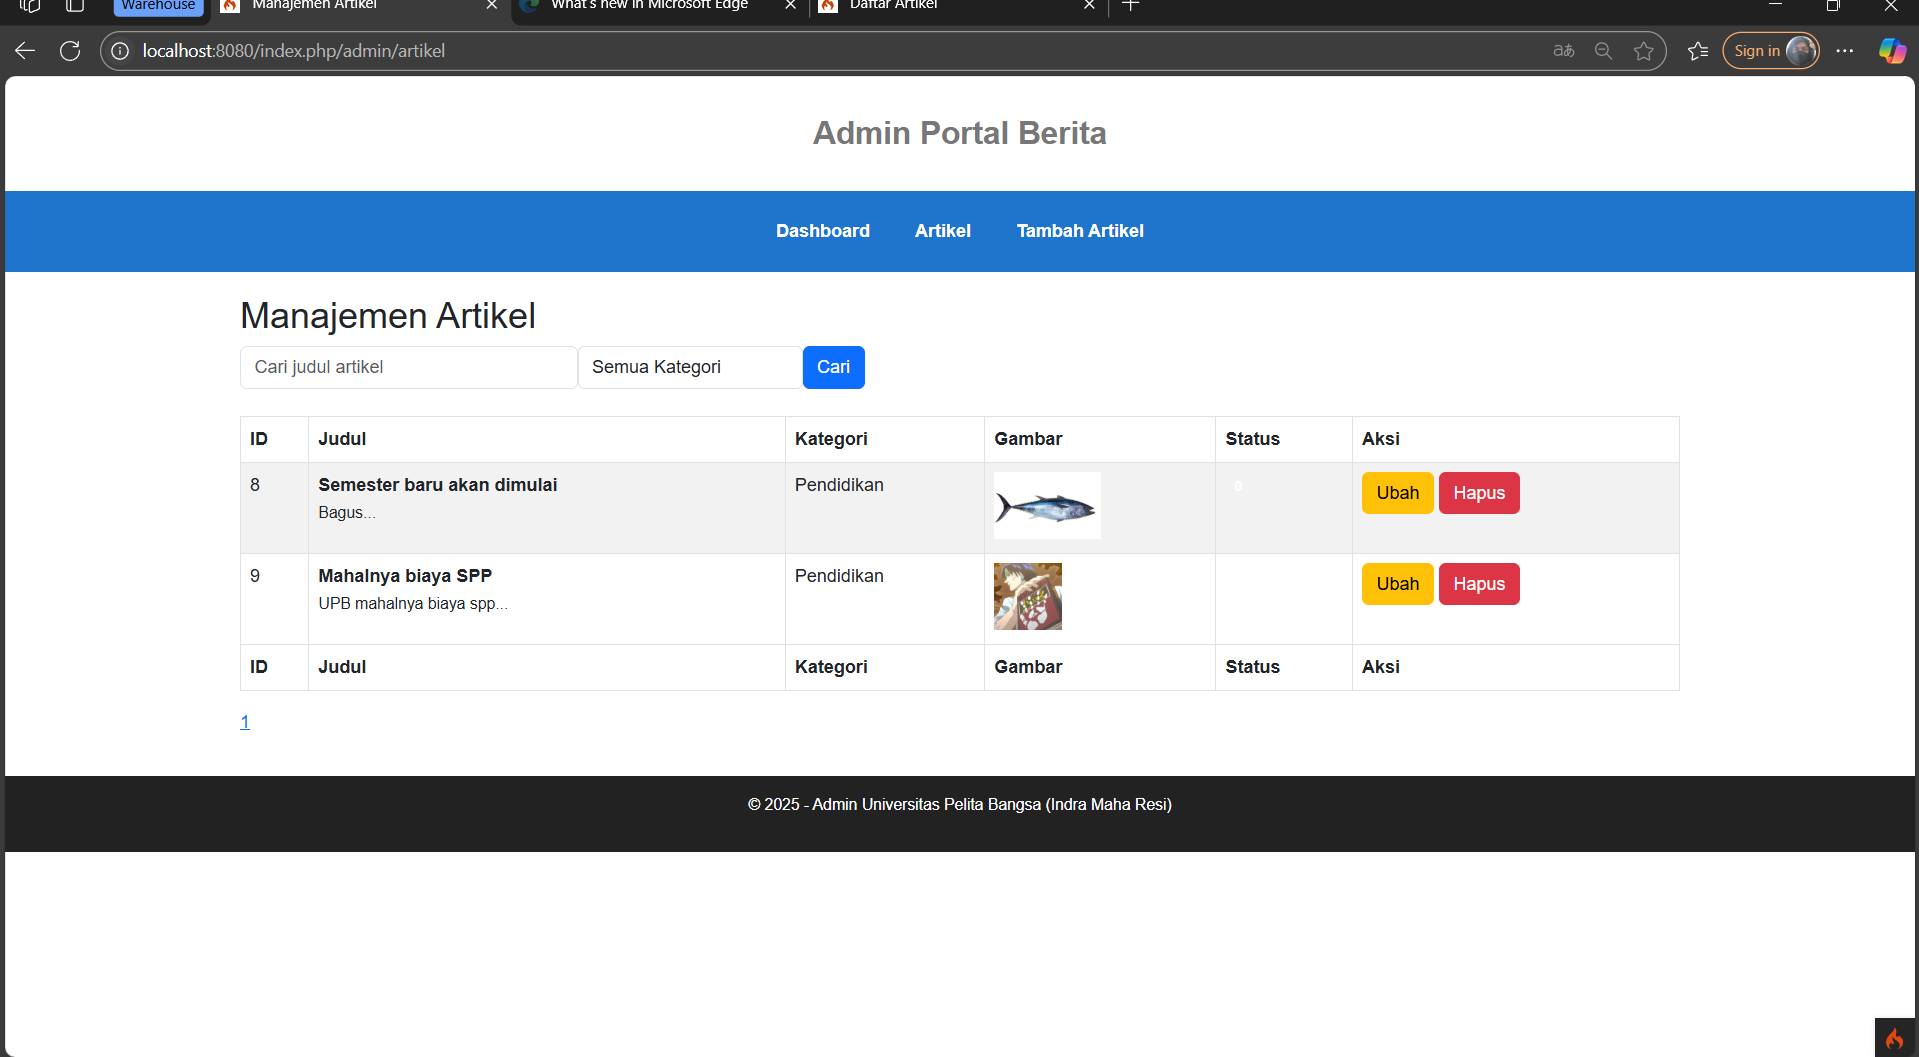 Warehouse
Manajemen Artikel
What's new in Microsoft Edge
Daftar Artikel
localhost:8080/index.php/admin/artikel
aあ
Sign in
Admin Portal Berita
Dashboard Artikel Tambah Artikel
Manajemen Artikel
Cari judul artikel Semua Kategori Cari
ID Judul Kategori Gambar Status Aksi
8 Semester baru akan dimulai Pendidikan 0 Ubah Hapus
Bagus...
9 Mahalnya biaya SPP Pendidikan Ubah Hapus
UPB mahalnya biaya spp...
ID Judul Kategori Gambar Status Aksi
1
© 2025 - Admin Universitas Pelita Bangsa (Indra Maha Resi)